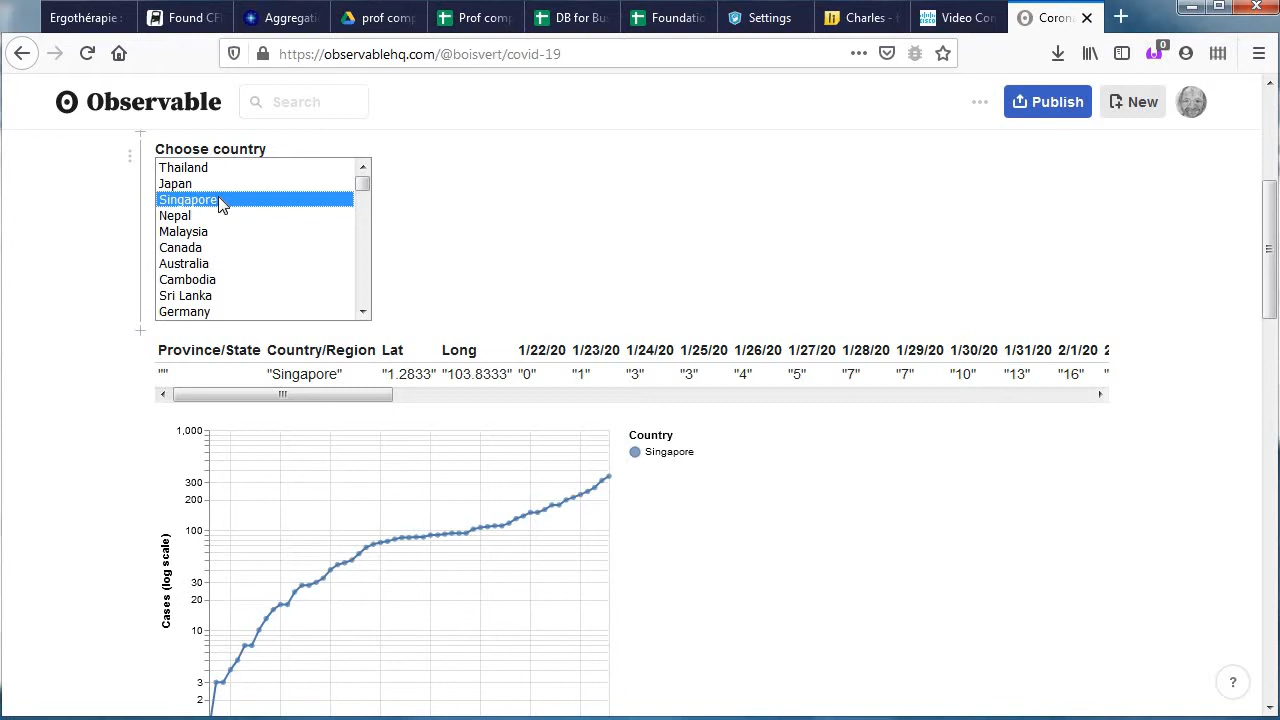 Ergothérapie
Found CF
Aggregati
prof comp
Prof comp
DB for Bu
Foundatio
Settings
Charles -
Video Co
Coron
https://observablehq.com/@boisvert/covid-19
0
Observable
Search
Publish
New
Choose country
Thailand
Japan
Singapore
Nepal
Malaysia
Canada
Australia
Cambodia
Sri Lanka
Germany
Province/State Country/Region Lat Long 1/22/20 1/23/20 1/24/20 1/25/20 1/26/20 1/27/20 1/28/20 1/29/20 1/30/20 1/31/20 2/1/20 2
"" "Singapore" "1.2833" "103.8333" "0" "1" "3" "3" "4" "5" "7" "7" "10" "13" "16" "
1,000
Country
Singapore
300
200
100
Cases (log scale)
30
20
10
3
2
?